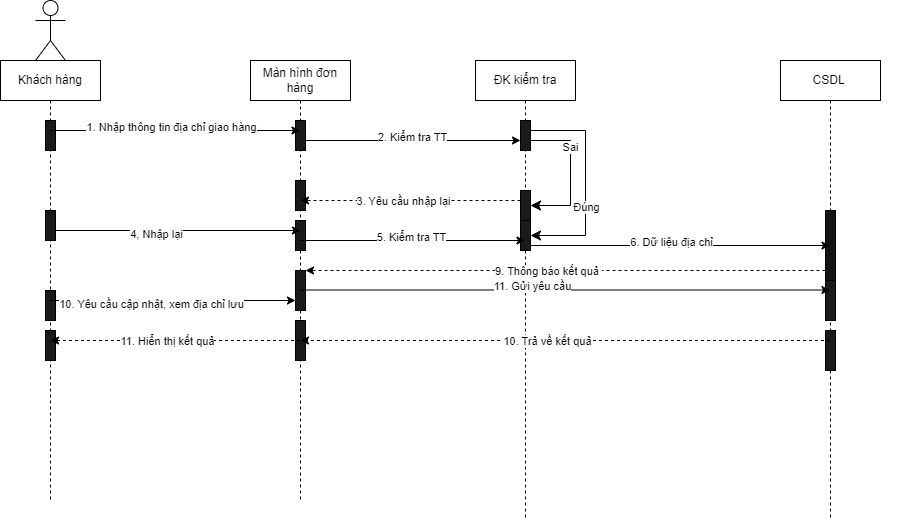 Khách hàng
Màn hình đơn
hàng
ĐK kiểm tra
CSDL
1. Nhập thông tin địa chỉ giao hàng
2. Kiểm tra TT
Sai
3. Yêu cầu nhập lại
Đúng
4, Nhập lại
5. Kiểm tra TT
6. Dữ liệu địa chỉ
9. Thông báo kết quả
11. Gửi yêu cầu
10. Yêu cầu cập nhật, xem địa chỉ lưu
11. Hiển thị kết quả
10. Trả về kết quả